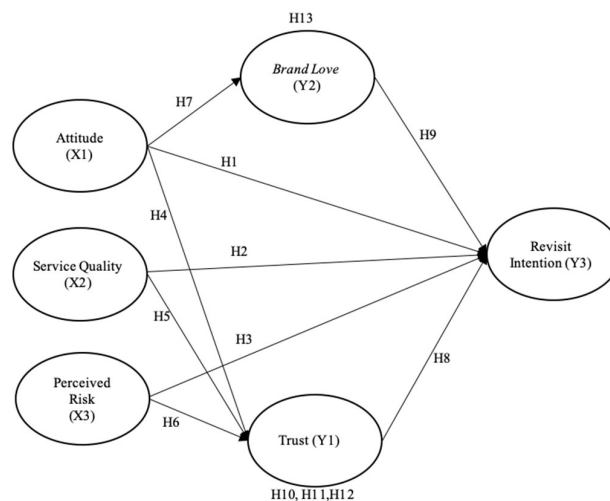 H13
Brand Love
(Y2)
H7
H9
Attitude
(X1)
H1
H4
H2
Service Quality
(X2)
Revisit
Intention (Y3)
H5
H3
H8
Perceived
Risk
(X3)
H6
Trust (Y1)
H10, H11,H12